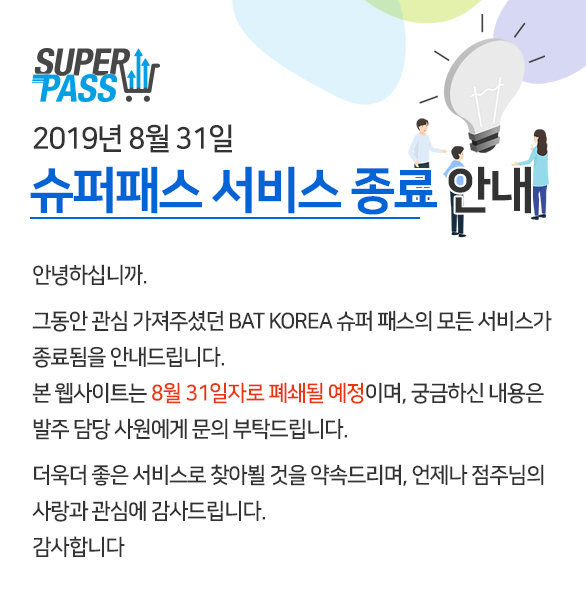 SUPER
PASS
2019년 8월 31일
슈퍼패스 서비스 종료 안내
안녕하십니까.
그동안 관심 가져주셨던 BAT KOREA 슈퍼 패스의 모든 서비스가
종료됨을 안내드립니다.
본 웹사이트는 8월 31일자로 폐쇄될 예정이며, 궁금하신 내용은
발주 담당 사원에게 문의 부탁드립니다.
더욱더 좋은 서비스로 찾아뵐 것을 약속드리며, 언제나 점주님의
사랑과 관심에 감사드립니다.
감사합니다